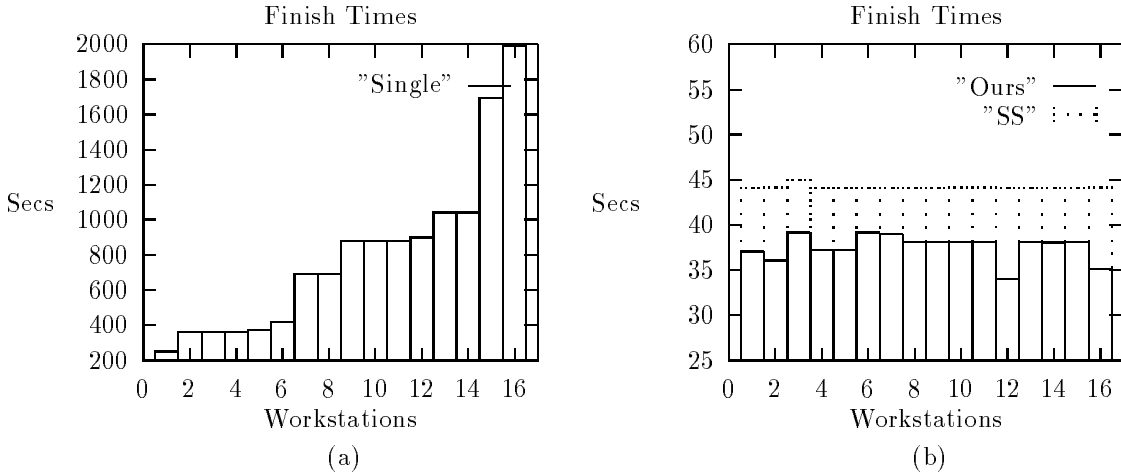 Finish Times
2000
1800
1600
1400
1200
1000
800
600
400
200
Secs
"Single"
0 2 4 6 8 10 12 14 16
Workstations
(a)
Finish Times
60
55
50
45
40
35
30
25
Secs
"Ours"
"SS"
0 2 4 6 8 10 12 14 16
Workstations
(b)